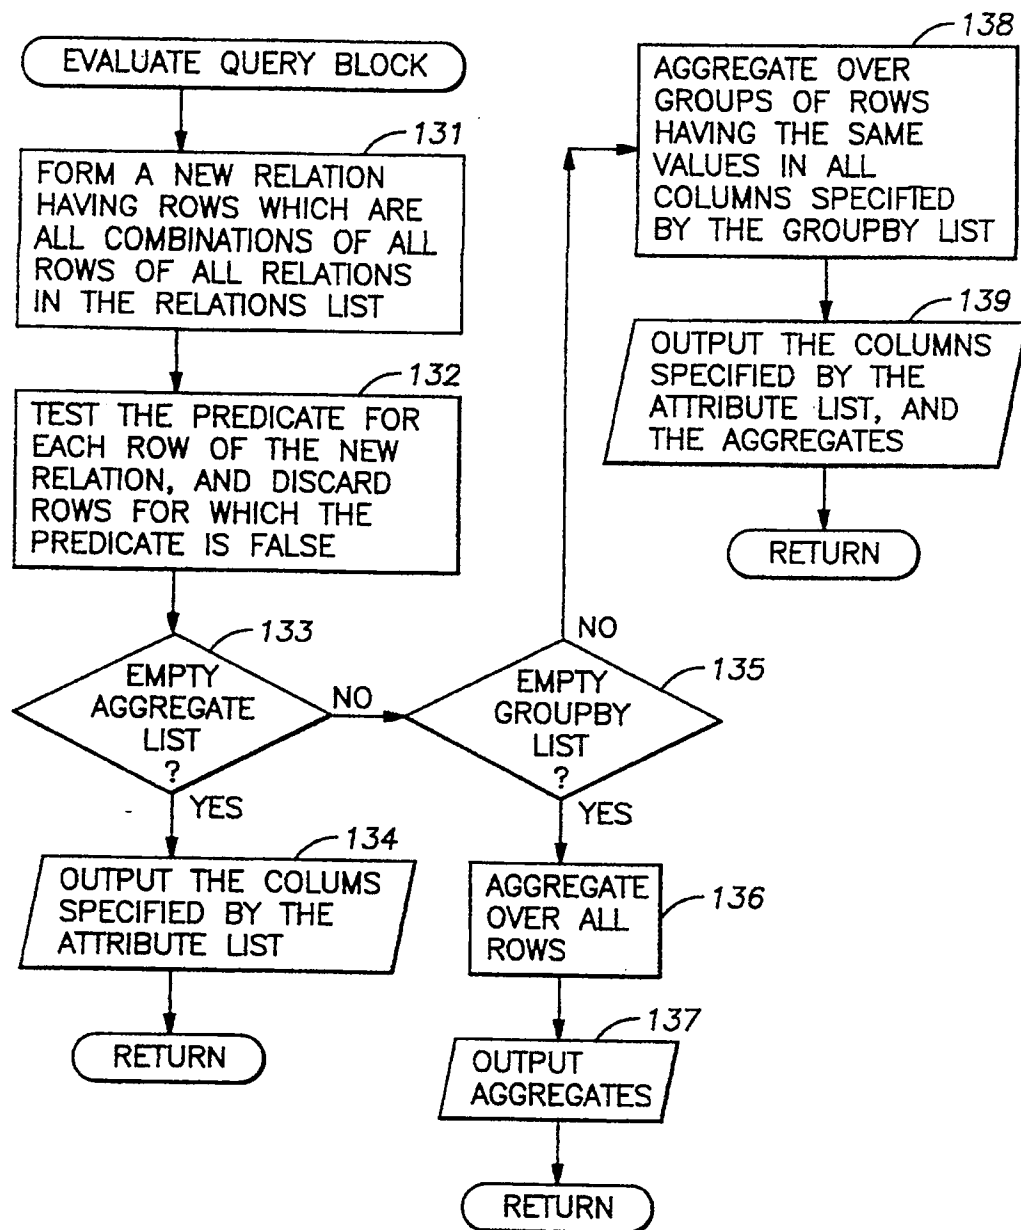 EVALUATE QUERY BLOCK
131
FORM A NEW RELATION
HAVING ROWS WHICH ARE
ALL COMBINATIONS OF ALL
ROWS OF ALL RELATIONS
IN THE RELATIONS LIST
132
TEST THE PREDICATE FOR
EACH ROW OF THE NEW
RELATION, AND DISCARD
ROWS FOR WHICH THE
PREDICATE IS FALSE
133
EMPTY
AGGREGATE
LIST
?
NO
YES
134
OUTPUT THE COLUMS
SPECIFIED BY THE
ATTRIBUTE LIST
RETURN
135
EMPTY
GROUPBY
LIST
?
NO
YES
136
AGGREGATE
OVER ALL
ROWS
137
OUTPUT
AGGREGATES
RETURN
138
AGGREGATE OVER
GROUPS OF ROWS
HAVING THE SAME
VALUES IN ALL
COLUMNS SPECIFIED
BY THE GROUPBY LIST
139
OUTPUT THE COLUMNS
SPECIFIED BY THE
ATTRIBUTE LIST, AND
THE AGGREGATES
RETURN